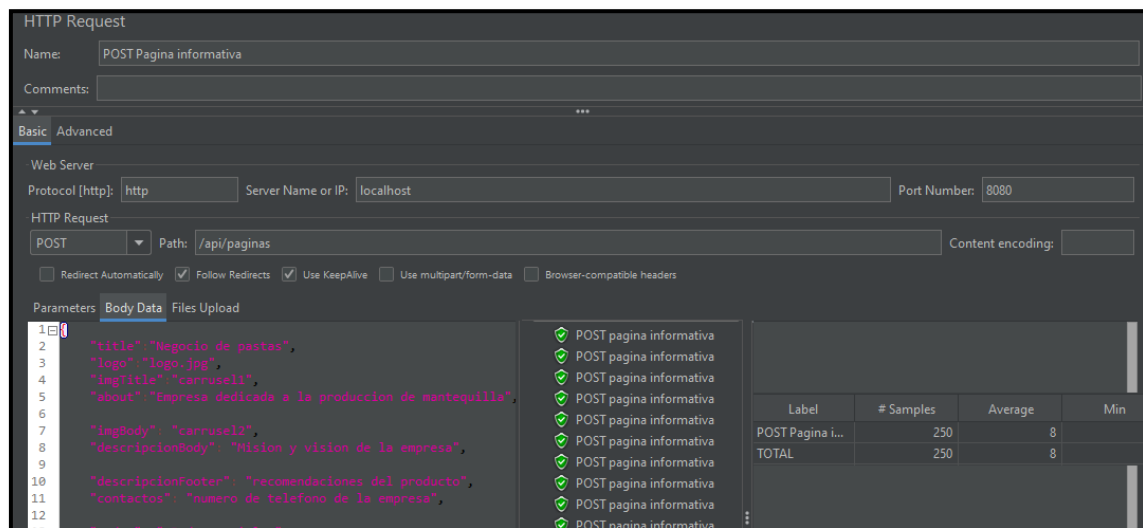 HTTP Request
Name: POST Pagina informativa
Comments:
Basic Advanced
Web Server
Protocol [http]: http Server Name or IP: localhost Port Number: 8080
HTTP Request
POST Path: /api/paginas Content encoding:
Redirect Automatically Follow Redirects Use KeepAlive Use multipart/form-data Browser-compatible headers
Parameters Body Data Files Upload
1 {
2 "title":"Negocio de pastas",
3 "logo":"logo.jpg",
4 "imgTitle":"carrusel1",
5 "about":"Empresa dedicada a la produccion de mantequilla",
6
7 "imgBody": "carrusel2",
8 "descripcionBody": "Mision y vision de la empresa",
9
10 "descripcionFooter": "recomendaciones del producto",
11 "contactos": "numero de telefono de la empresa",
12
POST pagina informativa
POST pagina informativa
POST pagina informativa
POST pagina informativa
POST pagina informativa
POST pagina informativa
POST pagina informativa
POST pagina informativa
POST pagina informativa
POST pagina informativa
Label # Samples Average Min
POST Pagina i... 250 8
TOTAL 250 8